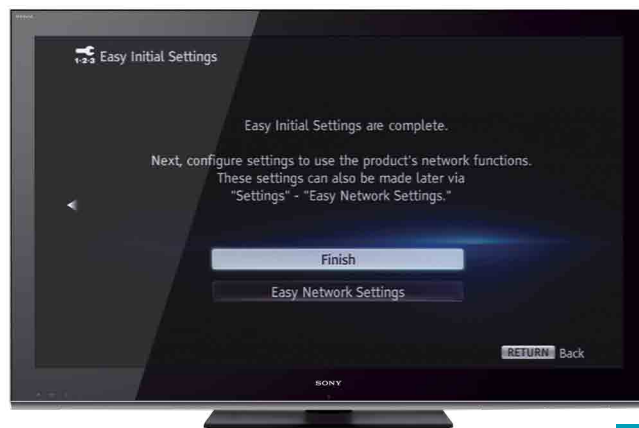 1-2-3 Easy Initial Settings
Easy Initial Settings are complete.
Next, configure settings to use the product's network functions.
These settings can also be made later via
"Settings" - "Easy Network Settings."
Finish
Easy Network Settings
RETURN Back
SONY